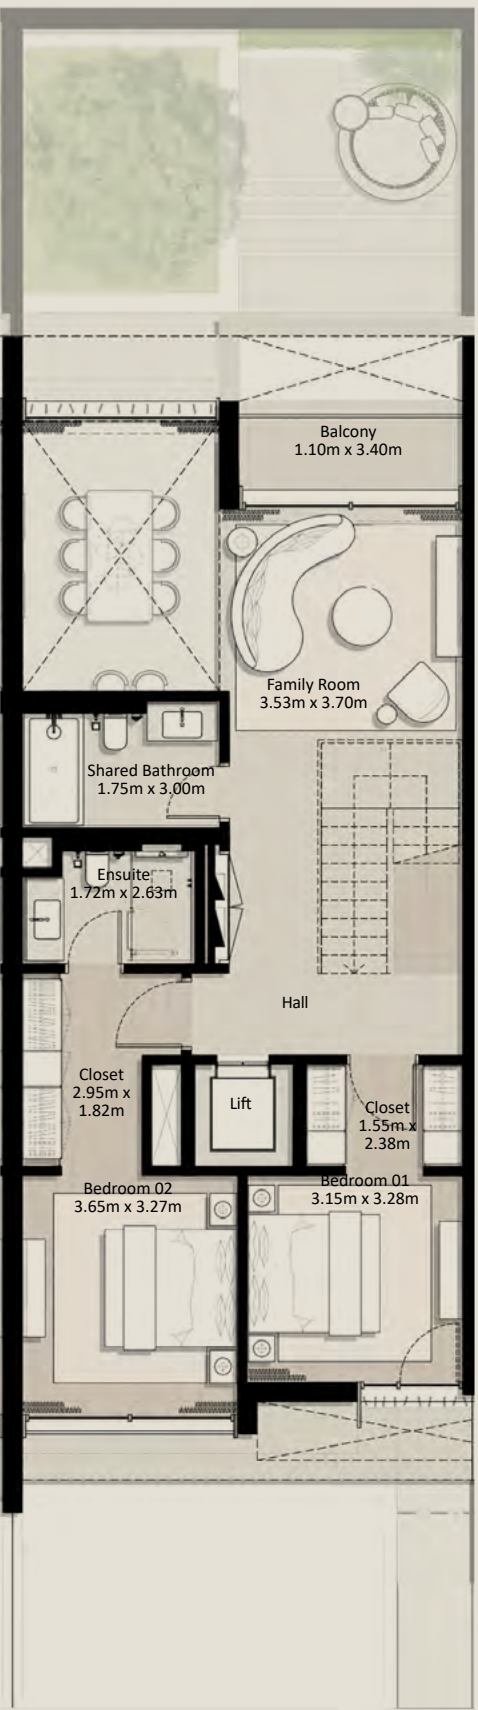 Balcony
1.10m x 3.40m
Family Room
3.53m x 3.70m
Shared Bathroom
1.75m x 3.00m
Ensuite
1.72m x 2.63m
Hall
Closet
2.95m x
1.82m
Lift
Closet
1.55m x
2.38m
Bedroom 02
3.65m x 3.27m
Bedroom 01
3.15m x 3.28m